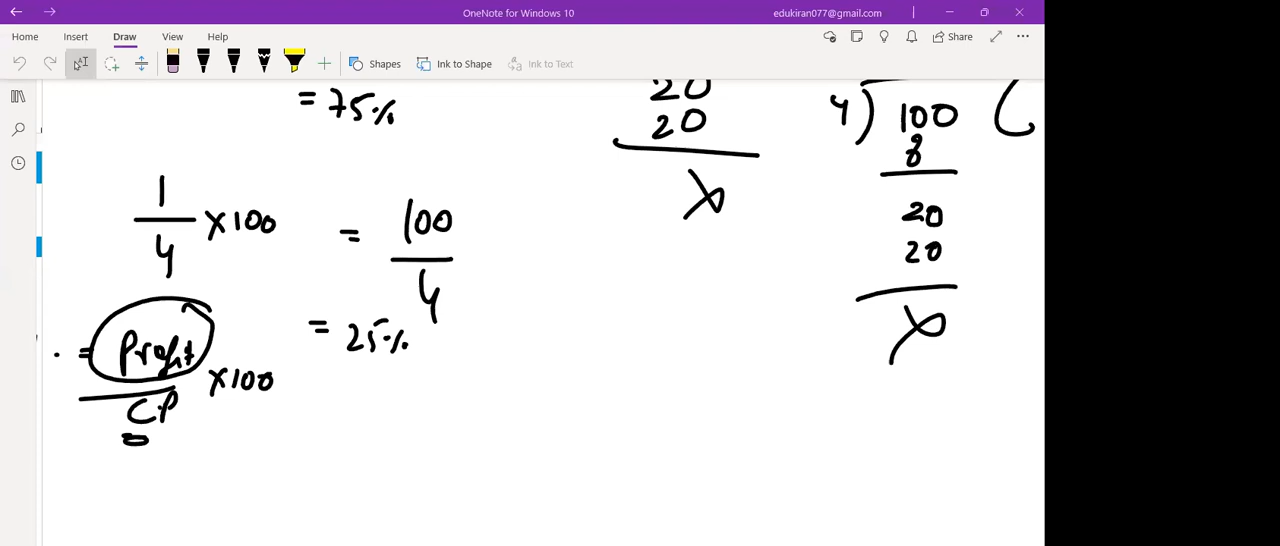 OneNote for Windows 10
edukiran077@gmail.com
Home Insert Draw View Help
Share
Shapes Ink to Shape Ink to Text
= 75%
20
20
4) 100 (
8
20
20
x
x
1/4 ×100 = 100/4
= 25%
= Profit/CP ×100